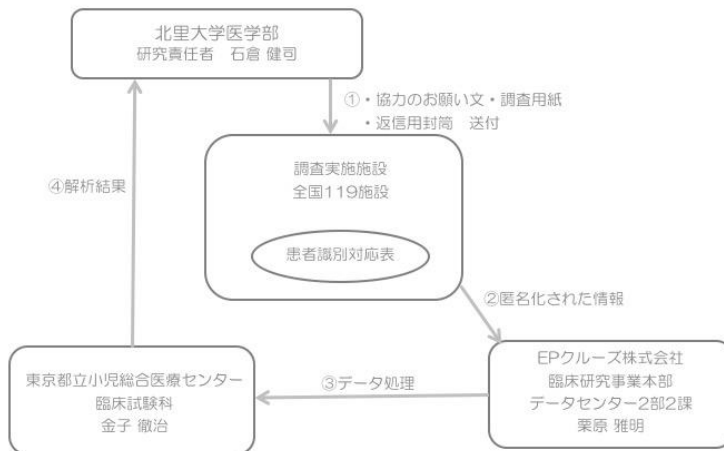 北里大学医学部
研究責任者　石倉 健司
①・協力のお願い文・調査用紙
・返信用封筒　送付
調査実施施設
全国119施設
④解析結果
患者識別対応表
②匿名化された情報
東京都立小児総合医療センター
臨床試験科
金子 徹治
③データ処理
EPクルーズ株式会社
臨床研究事業本部
データセンター2部2課
栗原 雅明